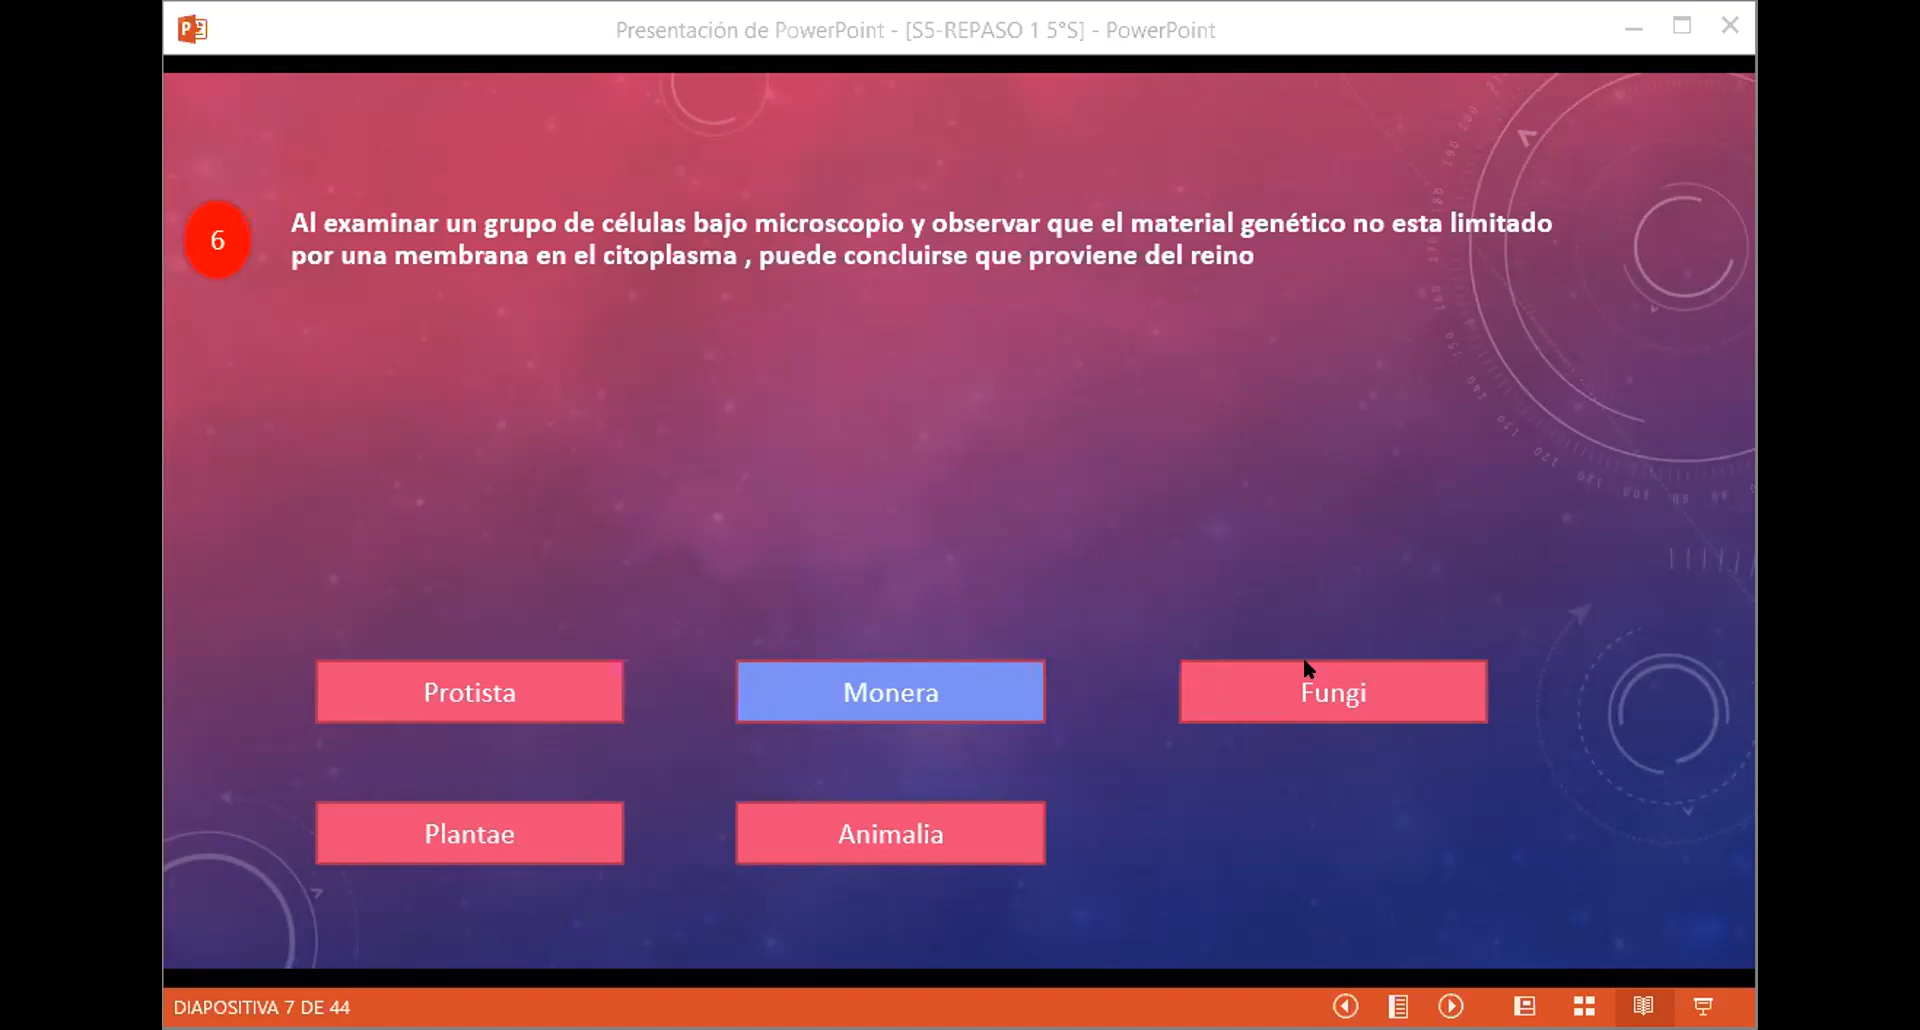 Presentación de PowerPoint - [S5-REPASO 1 5°S] - PowerPoint
6
Al examinar un grupo de células bajo microscopio y observar que el material genético no esta limitado
por una membrana en el citoplasma , puede concluirse que proviene del reino
Protista
Monera
Fungi
Plantae
Animalia
DIAPOSITIVA 7 DE 44